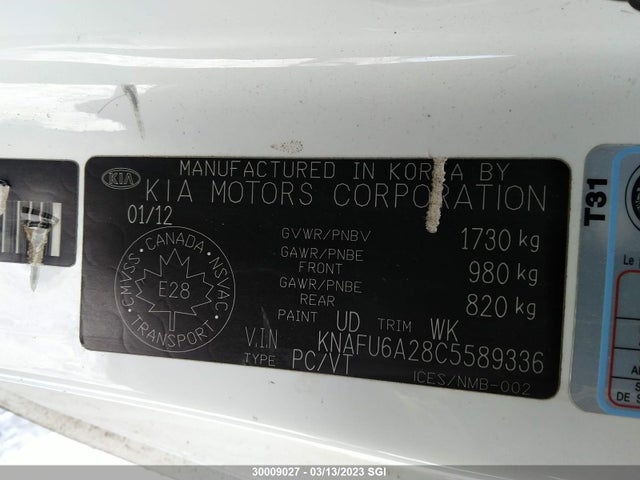 MANUFACTURED IN KOREA BY
KIA
KIA MOTORS CORPORATION
01/12
GVWR/PNBV 1730 kg
GAWR/PNBE FRONT 980 kg
GAWR/PNBE REAR 820 kg
PAINT UD TRIM WK
V.I.N KNAFU6A28C5589336
TYPE PC/VT
ICES/NMB-002
CMVSS - CANADA - NSVAC
E28
TRANSPORT
T31
Le
DE S
30009027 - 03/13/2023 SGI